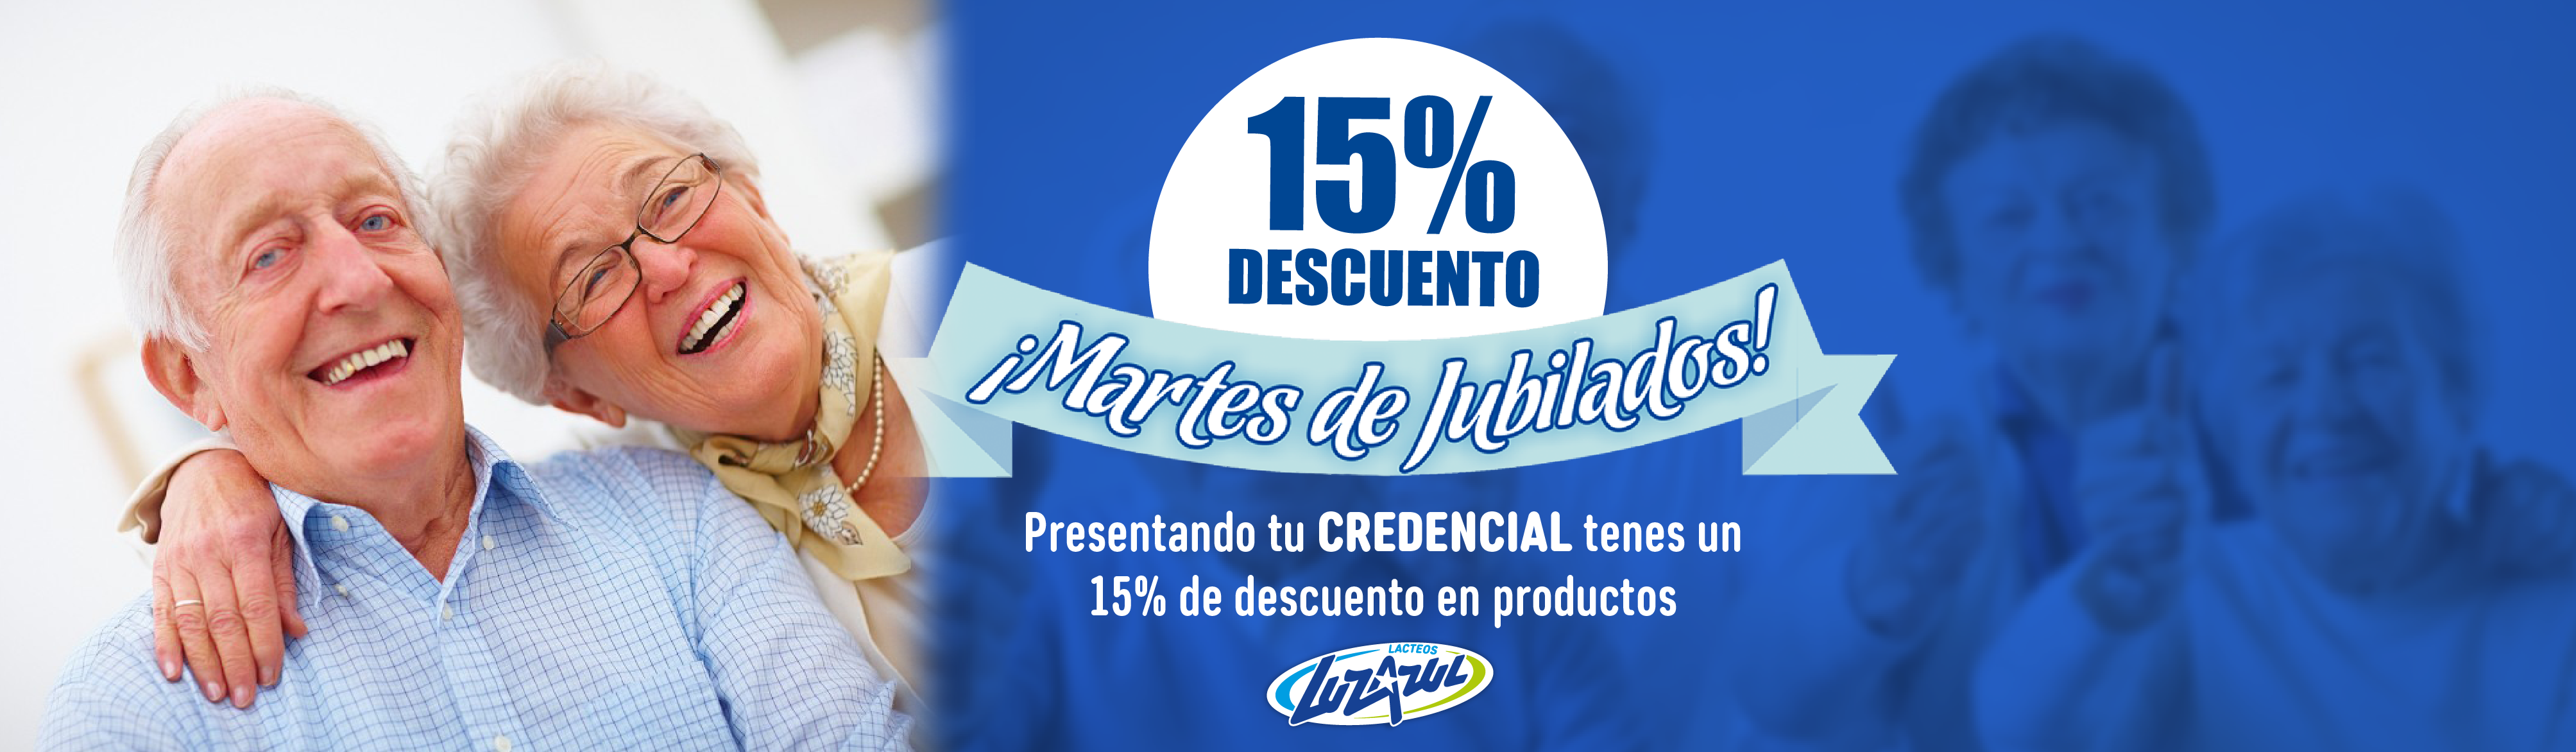 15%
DESCUENTO
¡Martes de Jubilados!
Presentando tu CREDENCIAL tenes un
15% de descuento en productos
LACTEOS
LUZAZUL